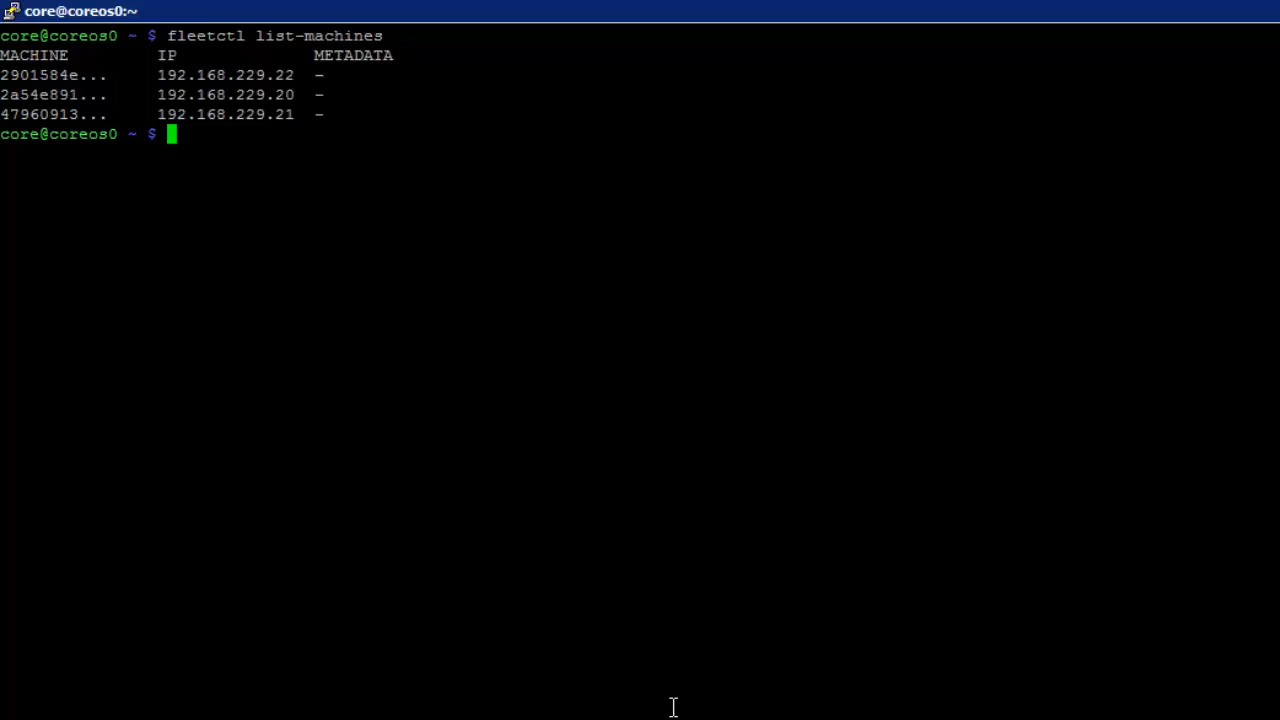 core@coreos0:~
core@coreos0 ~ $ fleetctl list-machines
MACHINE IP METADATA
2901584e... 192.168.229.22 -
2a54e891... 192.168.229.20 -
47960913... 192.168.229.21 -
core@coreos0 ~ $